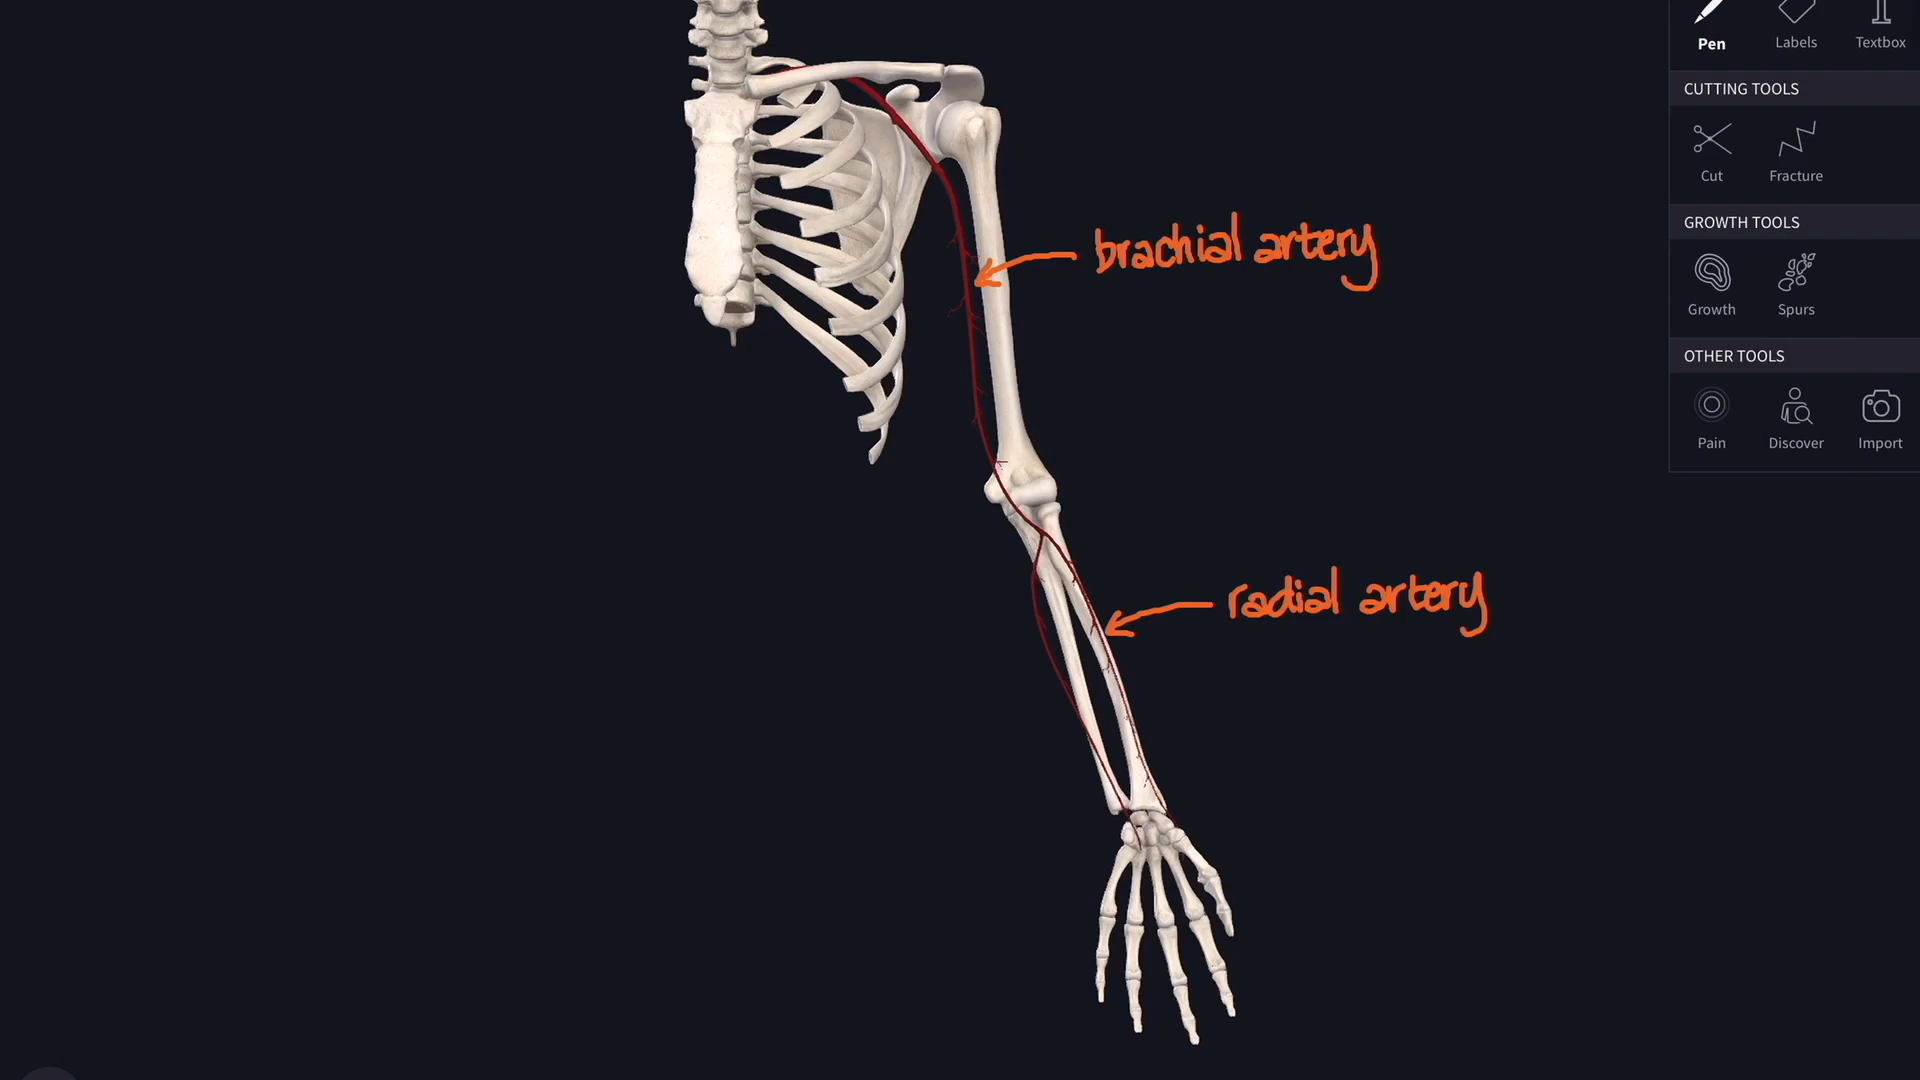 Pen
Labels
Textbox
CUTTING TOOLS
Cut
Fracture
GROWTH TOOLS
Growth
Spurs
OTHER TOOLS
Pain
Discover
Import
brachial artery
radial artery